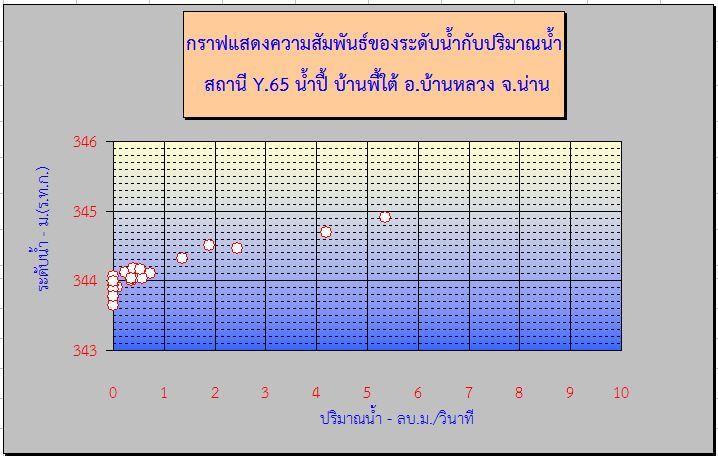 กราฟแสดงความสัมพันธ์ของระดับน้ำกับปริมาณน้ำ
สถานี Y.65 น้ำปี้ บ้านพี้ใต้ อ.บ้านหลวง จ.น่าน
ระดับน้ำ - ม.(ร.ท.ก.)
346
345
344
343
0 1 2 3 4 5 6 7 8 9 10
ปริมาณน้ำ - ลบ.ม./วินาที